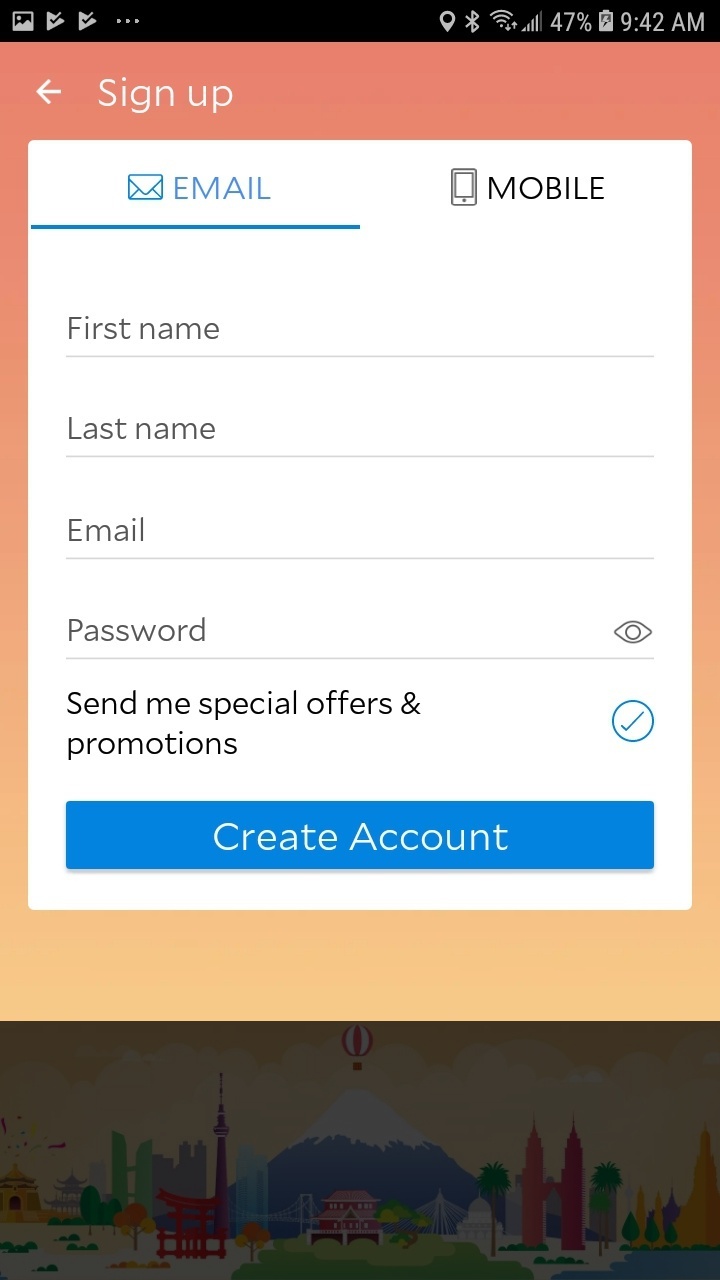 47% 9:42 AM
Sign up
EMAIL MOBILE
First name
Last name
Email
Password
Send me special offers &
promotions
Create Account